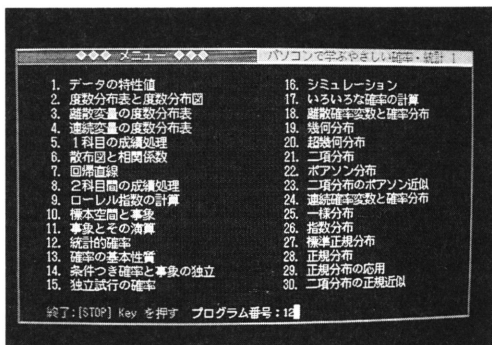 ◆◆◆ メニュー ◆◆◆
パソコンで学ぶやさしい確率・統計 1
1. データの特性値
2. 度数分布表と度数分布図
3. 離散変量の度数分布表
4. 連続変量の度数分布表
5. 1科目の成績処理
6. 散布図と相関係数
7. 回帰直線
8. 2科目間の成績処理
9. ローレル指数の計算
10. 標本空間と事象
11. 事象とその演算
12. 統計的確率
13. 確率の基本性質
14. 条件つき確率と事象の独立
15. 独立試行の確率
16. シミュレーション
17. いろいろな確率の計算
18. 離散確率変数と確率分布
19. 幾何分布
20. 超幾何分布
21. 二項分布
22. ポアソン分布
23. 二項分布のポアソン近似
24. 連続確率変数と確率分布
25. 一様分布
26. 指数分布
27. 標準正規分布
28. 正規分布
29. 正規分布の応用
30. 二項分布の正規近似
終了:[STOP] Key を押す プログラム番号:12